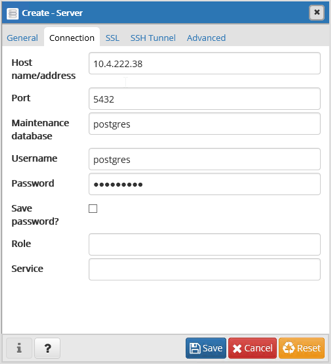 Create - Server
General Connection SSL SSH Tunnel Advanced
Host name/address
10.4.222.38
Port
5432
Maintenance database
postgres
Username
postgres
Password
•••••••••
Save password?
Role
Service
i ? Save Cancel Reset